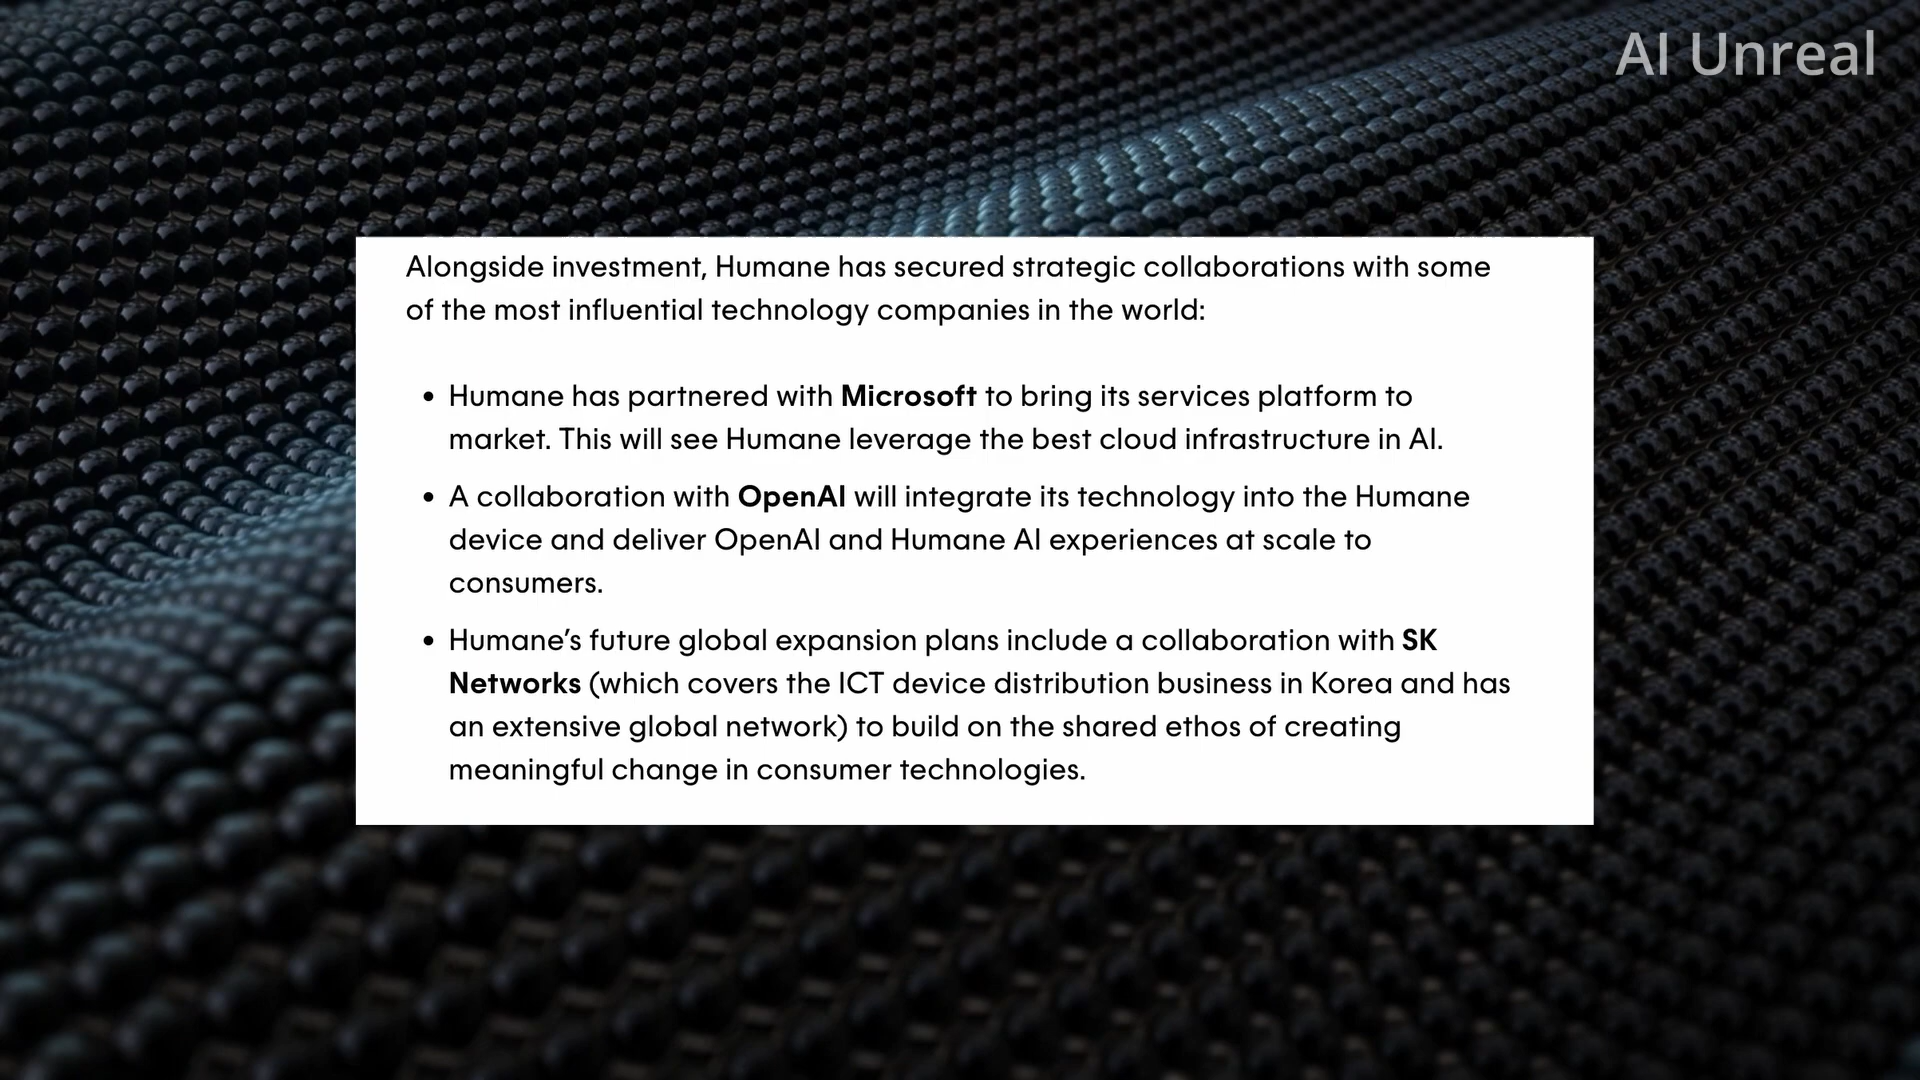 AI Unreal
Alongside investment, Humane has secured strategic collaborations with some
of the most influential technology companies in the world:
• Humane has partnered with Microsoft to bring its services platform to
market. This will see Humane leverage the best cloud infrastructure in AI.
• A collaboration with OpenAI will integrate its technology into the Humane
device and deliver OpenAI and Humane AI experiences at scale to
consumers.
• Humane’s future global expansion plans include a collaboration with SK
Networks (which covers the ICT device distribution business in Korea and has
an extensive global network) to build on the shared ethos of creating
meaningful change in consumer technologies.